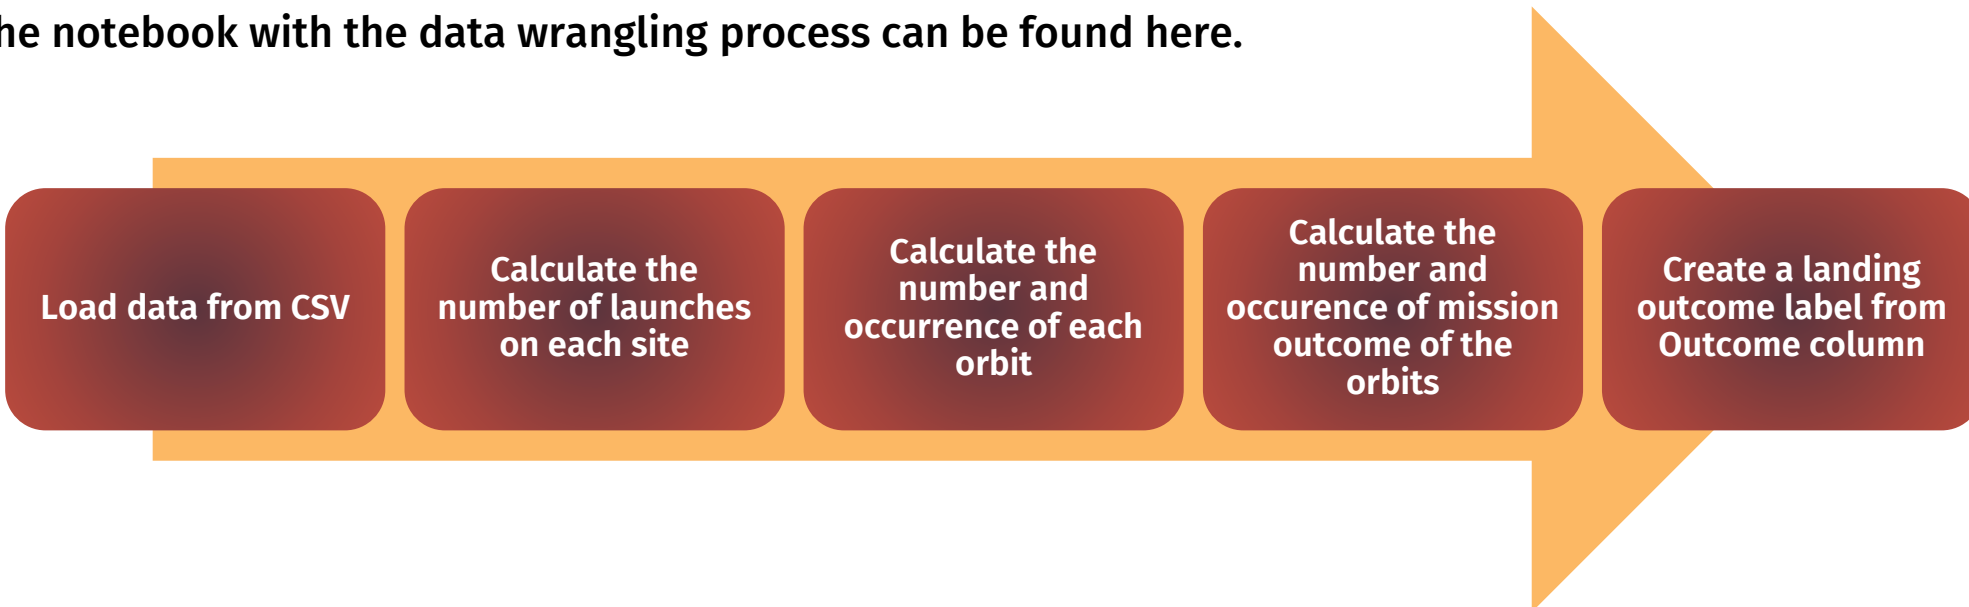 he notebook with the data wrangling process can be found here.
Load data from CSV
Calculate the
number of launches
on each site
Calculate the
number and
occurrence of each
orbit
Calculate the
number and
occurence of mission
outcome of the
orbits
Create a landing
outcome label from
Outcome column